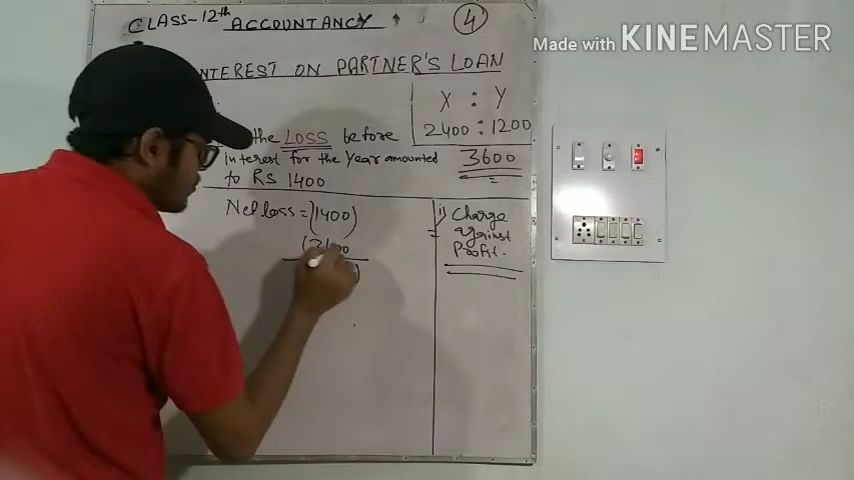 CLASS-12th ACCOUNTANCY
4
Made with KINEMASTER
INTEREST ON PARTNER'S LOAN
X : Y
2400 : 1200
3600
the LOSS before
interest for the year amounted
to RS 1400
Net loss = (1400)
i) Charge
against
Profit.